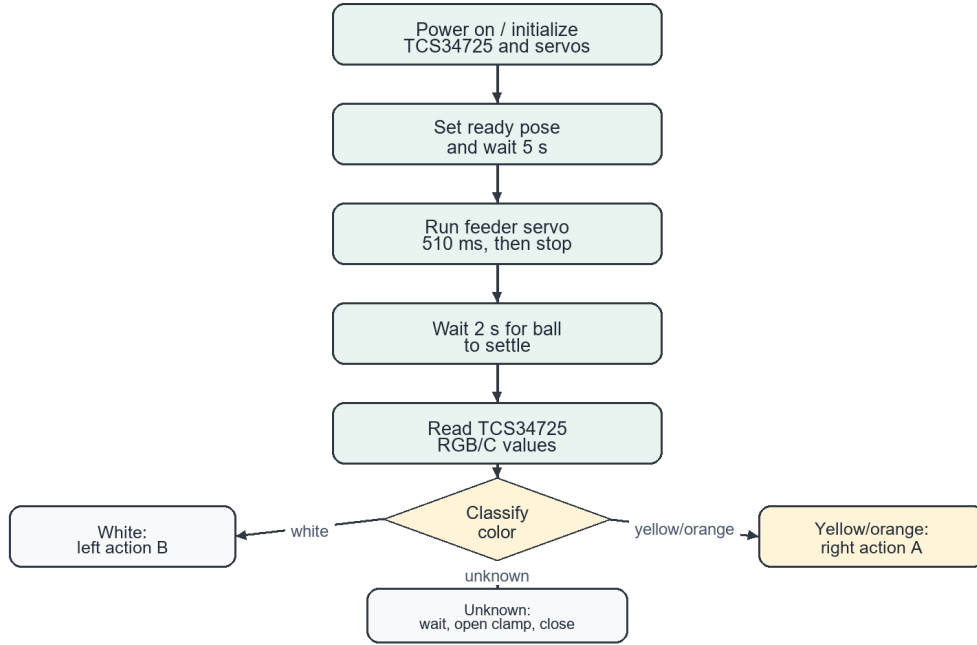 Power on / initialize
TCS34725 and servos
Set ready pose
and wait 5 s
Run feeder servo
510 ms, then stop
Wait 2 s for ball
to settle
Read TCS34725
RGB/C values
Classify
color
white
White:
left action B
yellow/orange
Yellow/orange:
right action A
unknown
Unknown:
wait, open clamp, close